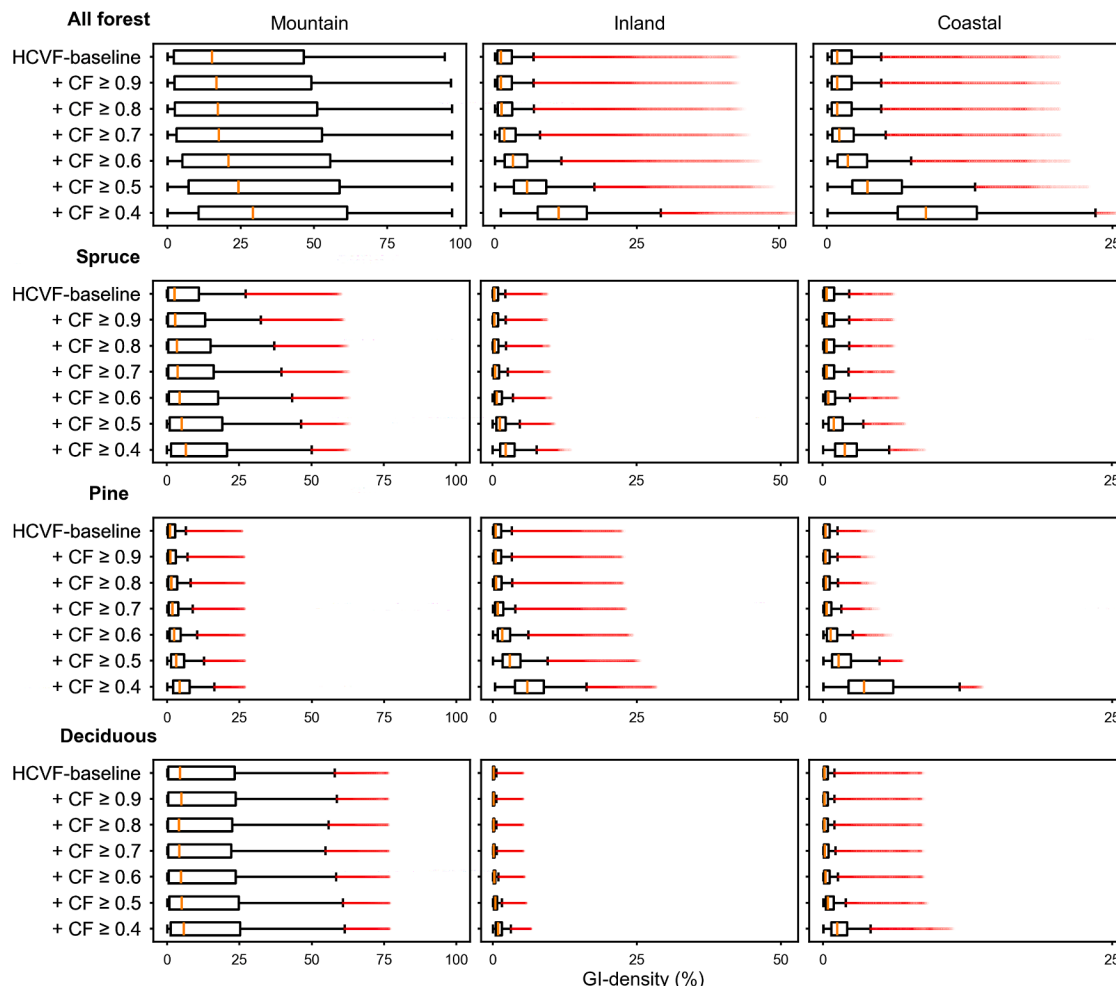 All forest Mountain Inland Coastal
HCVF-baseline
+ CF ≥ 0.9
+ CF ≥ 0.8
+ CF ≥ 0.7
+ CF ≥ 0.6
+ CF ≥ 0.5
+ CF ≥ 0.4
0 25 50 75 100 0 25 50 0 25
Spruce
HCVF-baseline
+ CF ≥ 0.9
+ CF ≥ 0.8
+ CF ≥ 0.7
+ CF ≥ 0.6
+ CF ≥ 0.5
+ CF ≥ 0.4
0 25 50 75 100 0 25 50 0 25
Pine
HCVF-baseline
+ CF ≥ 0.9
+ CF ≥ 0.8
+ CF ≥ 0.7
+ CF ≥ 0.6
+ CF ≥ 0.5
+ CF ≥ 0.4
0 25 50 75 100 0 25 50 0 25
Deciduous
HCVF-baseline
+ CF ≥ 0.9
+ CF ≥ 0.8
+ CF ≥ 0.7
+ CF ≥ 0.6
+ CF ≥ 0.5
+ CF ≥ 0.4
0 25 50 75 100 0 25 50 0 25
GI-density (%)